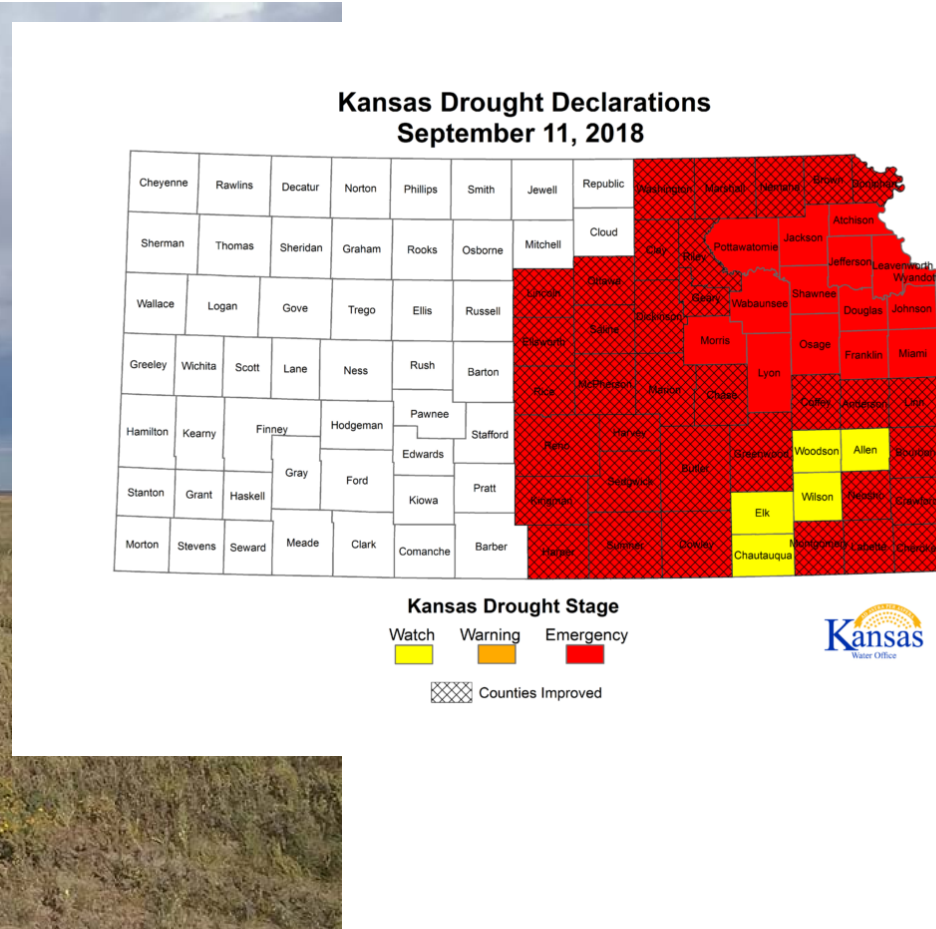 Kansas Drought Declarations
September 11, 2018
Cheyenne Rawlins Decatur Norton Phillips Smith Jewell Republic Washington Marshall Nemaha Brown Doniphan
Atchison
Sherman Thomas Sheridan Graham Rooks Osborne Mitchell Cloud Clay Riley Pottawatomie Jackson
Jefferson Leavenworth
Wyandot
Wallace Logan Gove Trego Ellis Russell Lincoln Ottawa Dickinson Geary Wabaunsee Shawnee Douglas Johnson
Ellsworth Saline Morris Osage Franklin Miami
Greeley Wichita Scott Lane Ness Rush Barton Rice McPherson Marion Chase Lyon Coffey Anderson Linn
Hamilton Kearny Finney Hodgeman Pawnee Stafford Reno Harvey
Edwards Butler Greenwood Woodson Allen Bourbon
Stanton Grant Haskell Gray Ford Kiowa Pratt Kingman Sedgwick Elk Wilson Neosho Crawford
Morton Stevens Seward Meade Clark Comanche Barber Harper Sumner Cowley Chautauqua Montgomery Labette Cheroke
Kansas Drought Stage
Watch Warning Emergency
Counties Improved
Kansas
Water Office